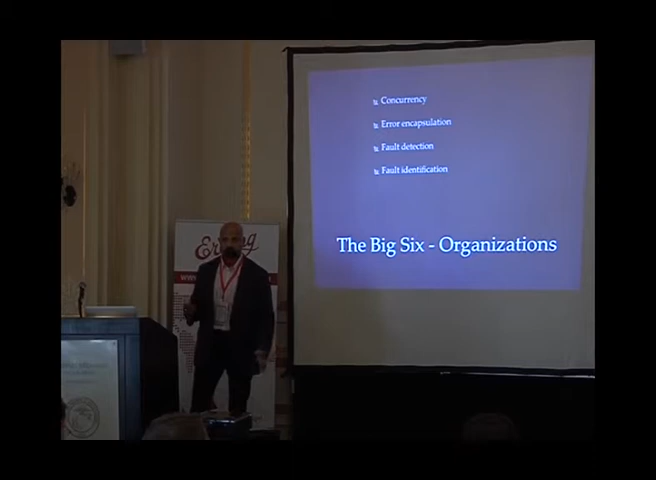 Concurrency
Error encapsulation
Fault detection
Fault identification
The Big Six - Organizations